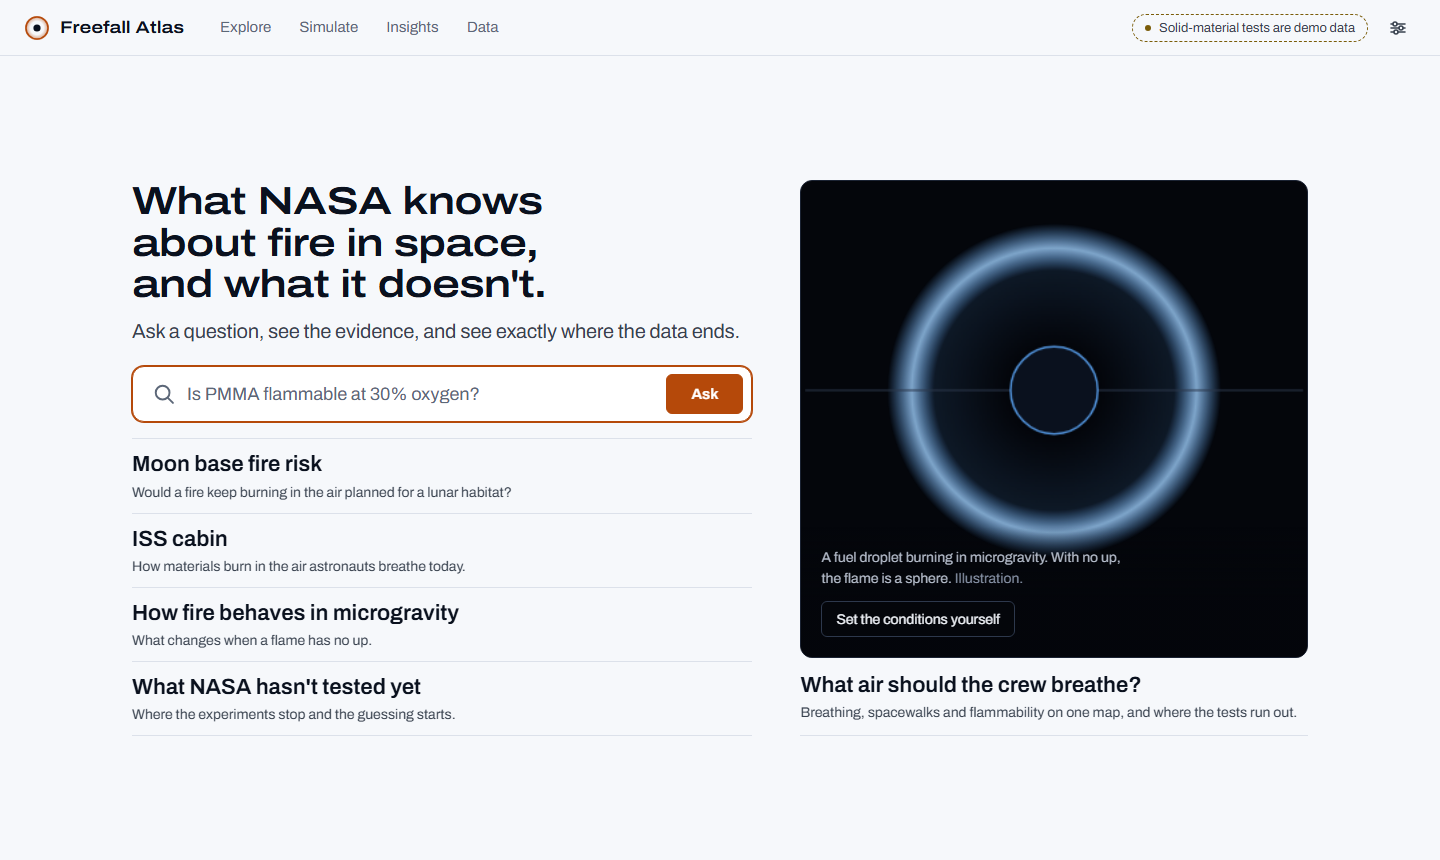 Freefall Atlas
Explore
Simulate
Insights
Data
Solid-material tests are demo data
What NASA knows
about fire in space,
and what it doesn't.
Ask a question, see the evidence, and see exactly where the data ends.
Is PMMA flammable at 30% oxygen?
Ask
Moon base fire risk
Would a fire keep burning in the air planned for a lunar habitat?
ISS cabin
How materials burn in the air astronauts breathe today.
How fire behaves in microgravity
What changes when a flame has no up.
What NASA hasn't tested yet
Where the experiments stop and the guessing starts.
A fuel droplet burning in microgravity. With no up,
the flame is a sphere. Illustration.
Set the conditions yourself
What air should the crew breathe?
Breathing, spacewalks and flammability on one map, and where the tests run out.